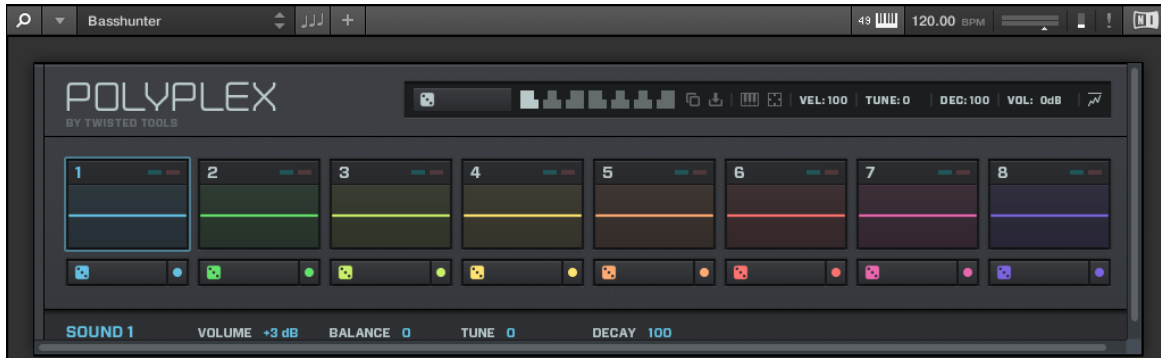 Basshunter
49
120.00 BPM
!
NI
POLYPLEX
BY TWISTED TOOLS
VEL: 100
TUNE: 0
DEC: 100
VOL: 0dB
1
2
3
4
5
6
7
8
SOUND 1
VOLUME +3 dB
BALANCE 0
TUNE 0
DECAY 100